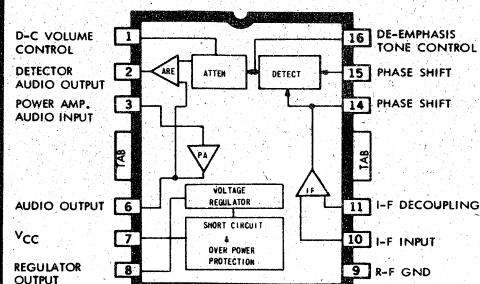 D-C VOLUME
CONTROL
1
DETECTOR
AUDIO OUTPUT
2
POWER AMP.
AUDIO INPUT
3
TAB
AUDIO OUTPUT
6
VCC
7
REGULATOR
OUTPUT
8
ARE
ATTEN
DETECT
PA
IF
VOLTAGE
REGULATOR
SHORT CIRCUIT
&
OVER POWER
PROTECTION
16
DE-EMPHASIS
TONE CONTROL
15
PHASE SHIFT
14
PHASE SHIFT
TAB
11
I-F DECOUPLING
10
I-F INPUT
9
R-F GND